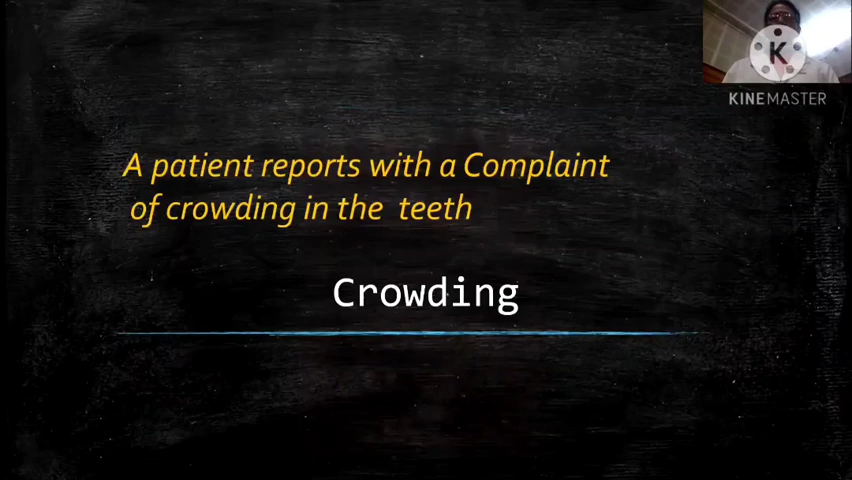 KINEMASTER
A patient reports with a Complaint
of crowding in the teeth
Crowding